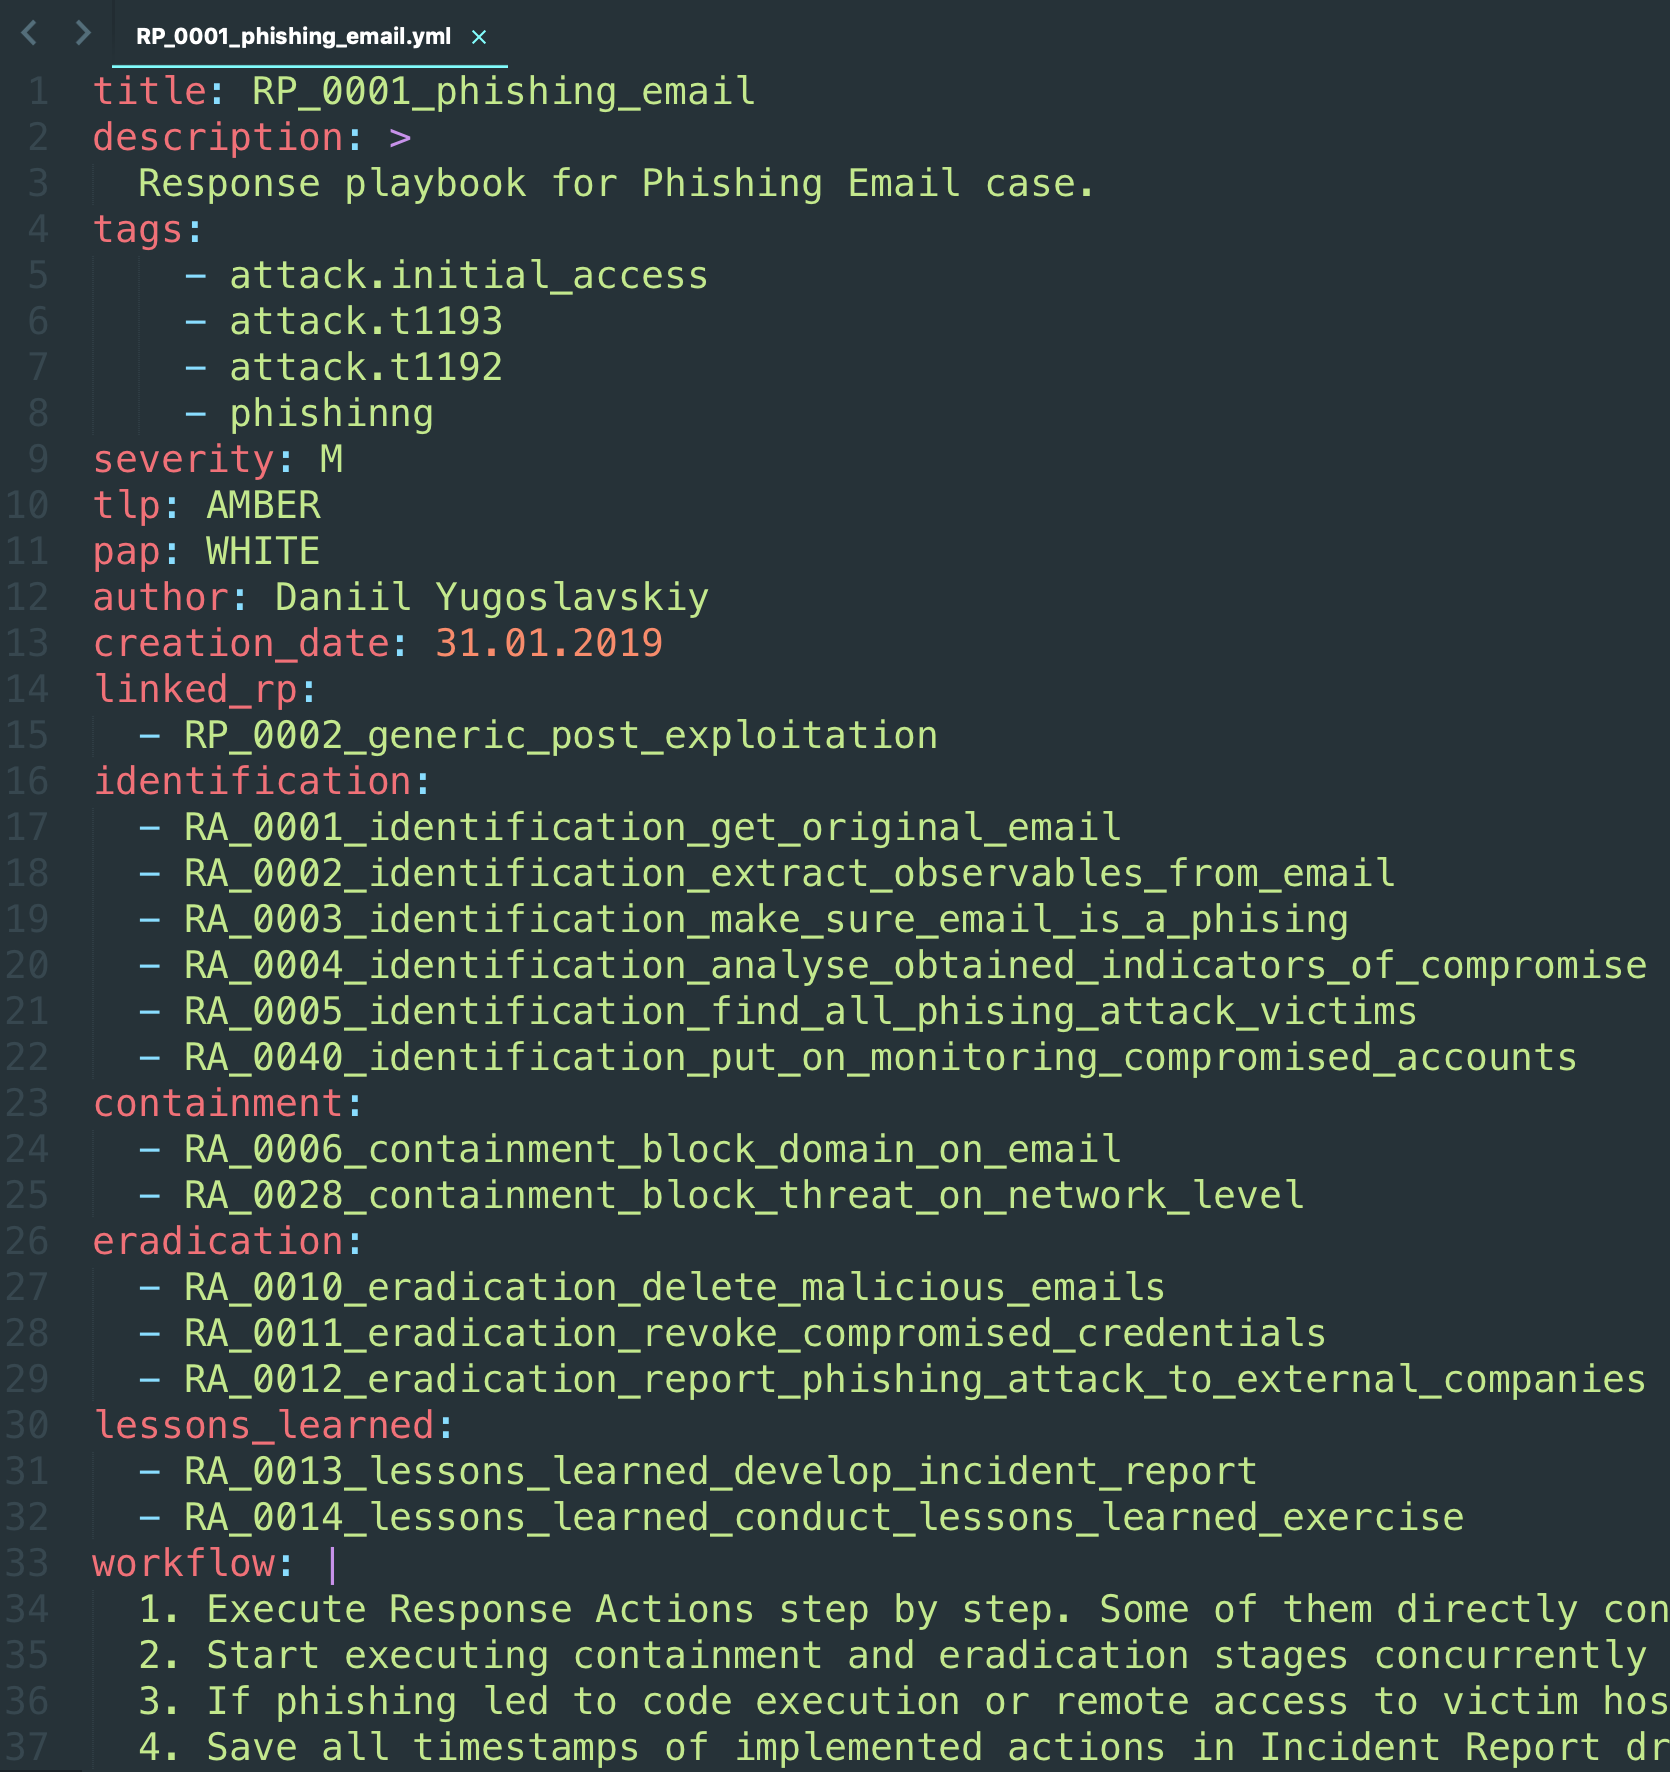 RP_0001_phishing_email.yml ×
1 title: RP_0001_phishing_email
2 description: >
3 Response playbook for Phishing Email case.
4 tags:
5 - attack.initial_access
6 - attack.t1193
7 - attack.t1192
8 - phishinng
9 severity: M
10 tlp: AMBER
11 pap: WHITE
12 author: Daniil Yugoslavskiy
13 creation_date: 31.01.2019
14 linked_rp:
15 - RP_0002_generic_post_exploitation
16 identification:
17 - RA_0001_identification_get_original_email
18 - RA_0002_identification_extract_observables_from_email
19 - RA_0003_identification_make_sure_email_is_a_phising
20 - RA_0004_identification_analyse_obtained_indicators_of_compromise
21 - RA_0005_identification_find_all_phising_attack_victims
22 - RA_0040_identification_put_on_monitoring_compromised_accounts
23 containment:
24 - RA_0006_containment_block_domain_on_email
25 - RA_0028_containment_block_threat_on_network_level
26 eradication:
27 - RA_0010_eradication_delete_malicious_emails
28 - RA_0011_eradication_revoke_compromised_credentials
29 - RA_0012_eradication_report_phishing_attack_to_external_companies
30 lessons_learned:
31 - RA_0013_lessons_learned_develop_incident_report
32 - RA_0014_lessons_learned_conduct_lessons_learned_exercise
33 workflow: |
34 1. Execute Response Actions step by step. Some of them directly con
35 2. Start executing containment and eradication stages concurrently
36 3. If phishing led to code execution or remote access to victim hos
37 4. Save all timestamps of implemented actions in Incident Report dr